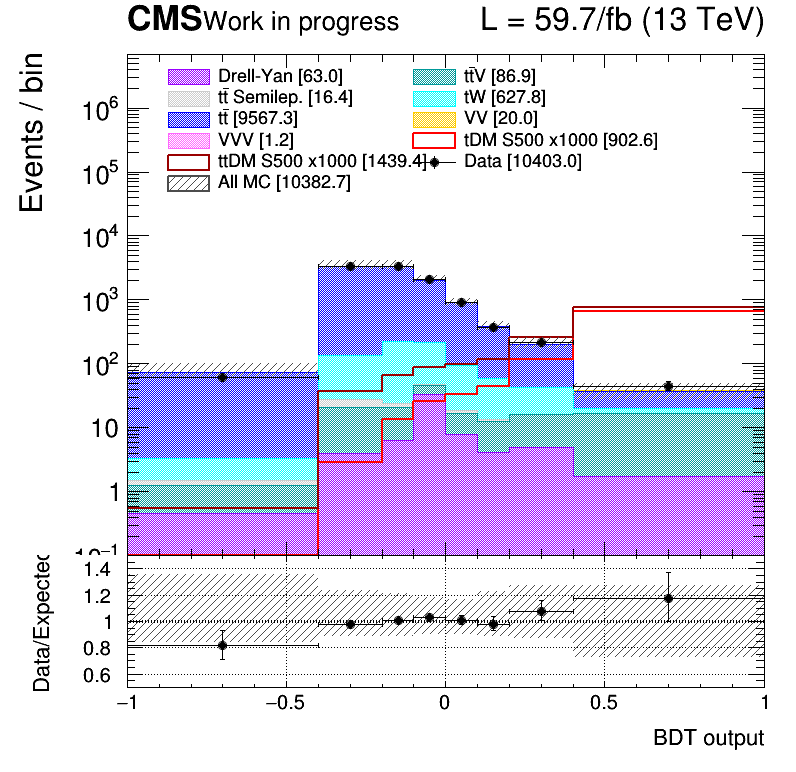 CMS Work in progress L = 59.7/fb (13 TeV)
Events / bin
Drell-Yan [63.0] tt̄V [86.9]
tt̄ Semilep. [16.4] tW [627.8]
tt̄ [9567.3] VV [20.0]
VVV [1.2] tDM S500 x1000 [902.6]
ttDM S500 x1000 [1439.4] Data [10403.0]
All MC [10382.7]
10⁶
10⁵
10⁴
10³
10²
10
1
10⁻¹
Data/Expected
1.4
1.2
1
0.8
0.6
−1 −0.5 0 0.5 1
BDT output